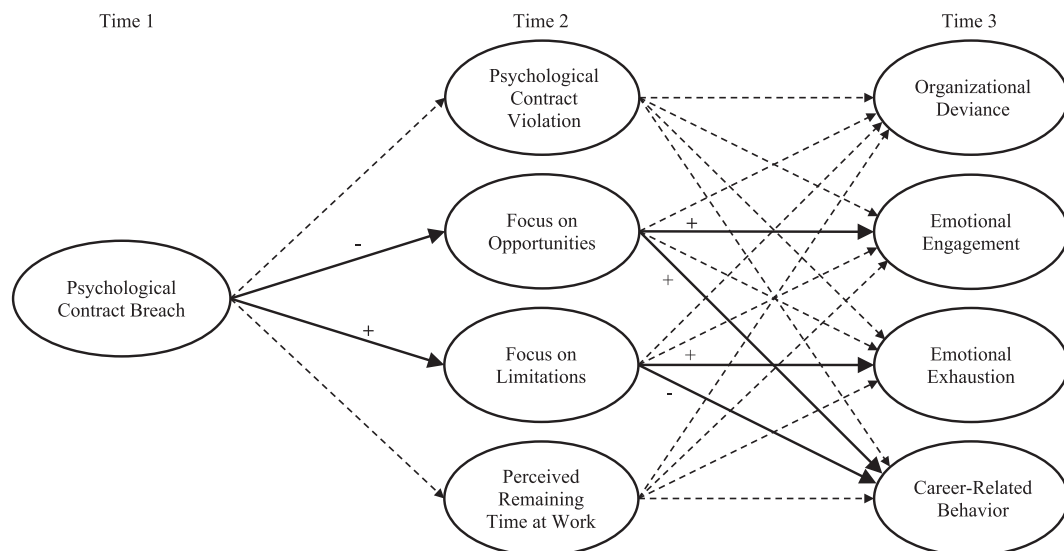 Time 1
Time 2
Time 3
Psychological
Contract
Violation
Organizational
Deviance
Focus on
Opportunities
Emotional
Engagement
Psychological
Contract Breach
Focus on
Limitations
Emotional
Exhaustion
Perceived
Remaining
Time at Work
Career-Related
Behavior
-
+
+
+
+
-